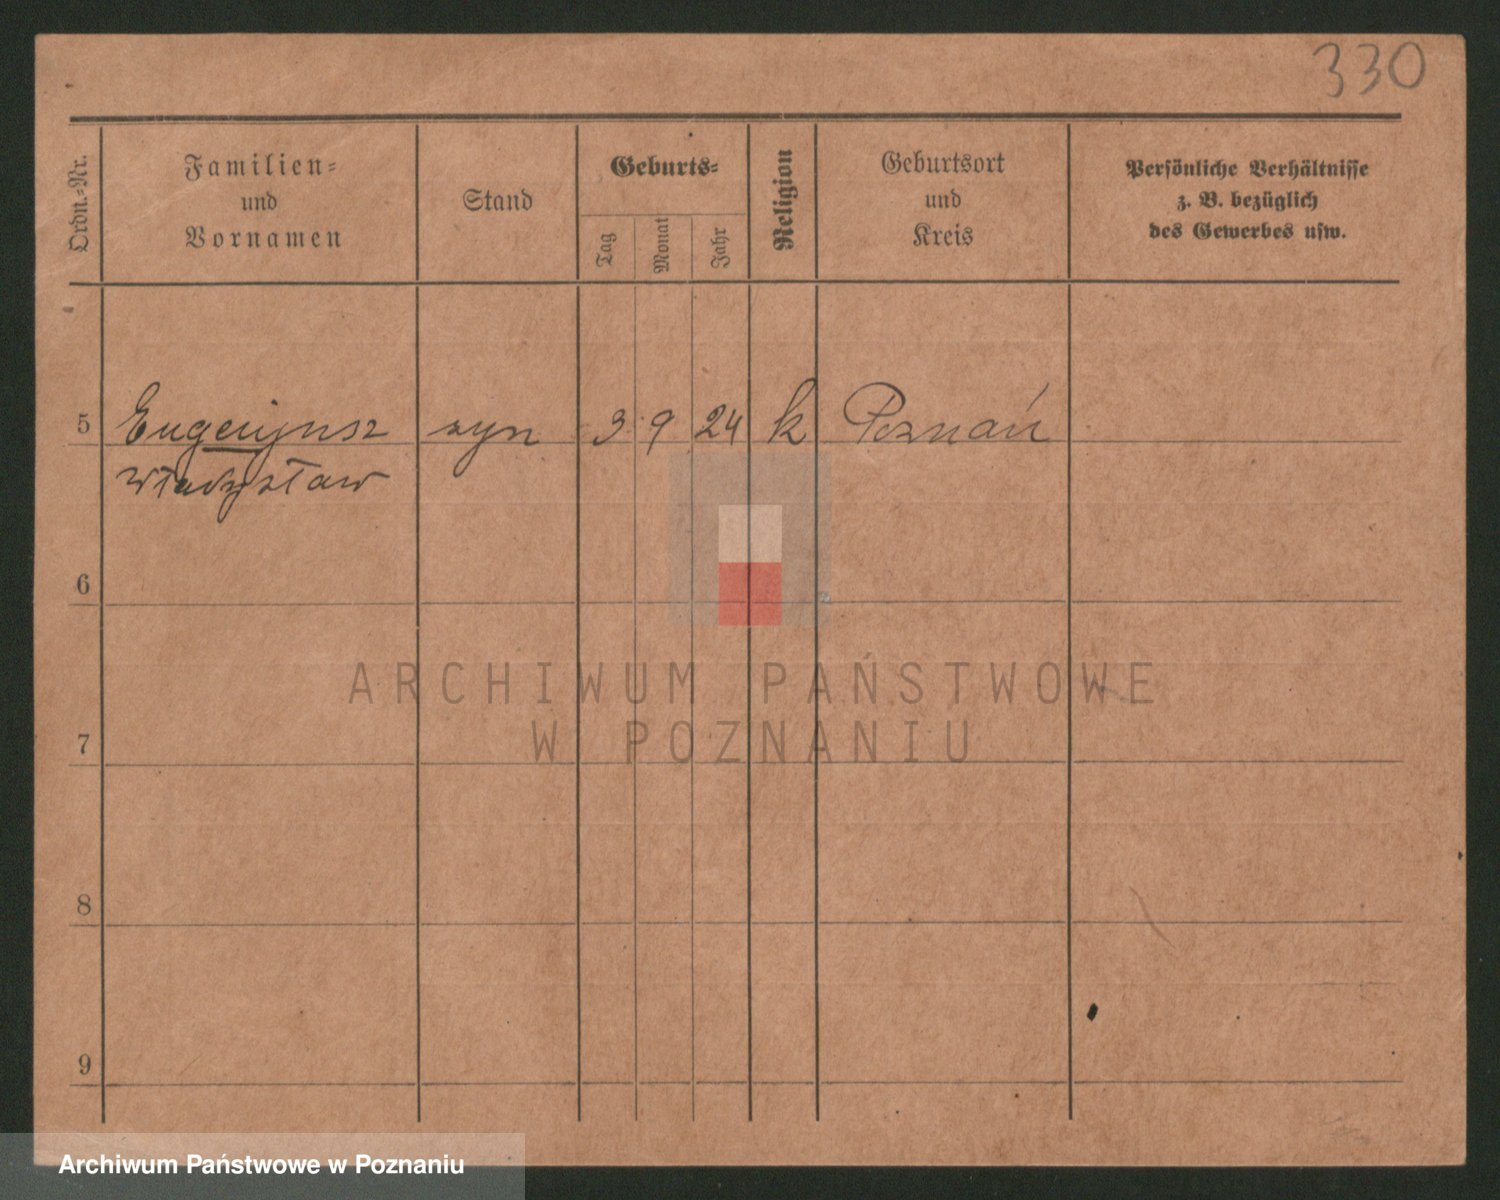 330
Ordn.-Nr.
Familien-
und
Vornamen
Stand
Geburts-
Tag
Monat
Jahr
Religion
Geburtsort
und
Kreis
Persönliche Verhältnisse
z. B. bezüglich
des Gewerbes usw.
5 Eugenjusz syn 3 9 24 k Poznań
Władysław
6
7
8
9
ARCHIWUM PAŃSTWOWE
W POZNANIU
Archiwum Państwowe w Poznaniu